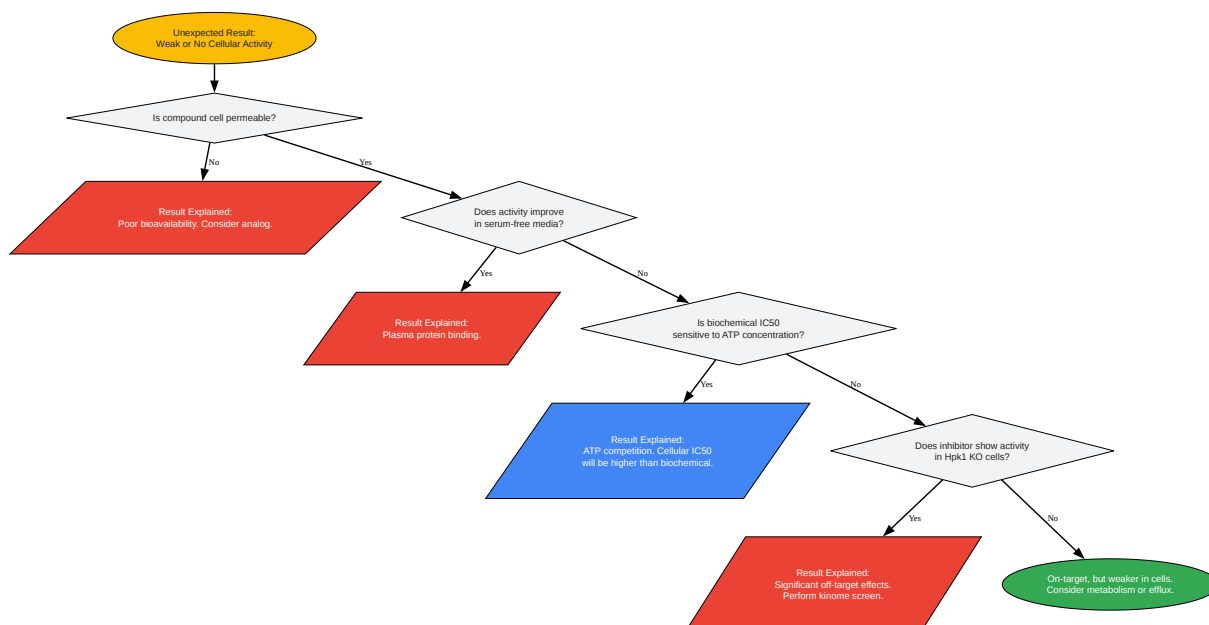 Unexpected Result:
Weak or No Cellular Activity
Is compound cell permeable?
No
Yes
Result Explained:
Poor bioavailability. Consider analog.
Does activity improve
in serum-free media?
Yes
No
Result Explained:
Plasma protein binding.
Is biochemical IC50
sensitive to ATP concentration?
Yes
No
Result Explained:
ATP competition. Cellular IC50
will be higher than biochemical.
Does inhibitor show activity
in Hpk1 KO cells?
Yes
No
Result Explained:
Significant off-target effects.
Perform kinome screen.
On-target, but weaker in cells.
Consider metabolism or efflux.